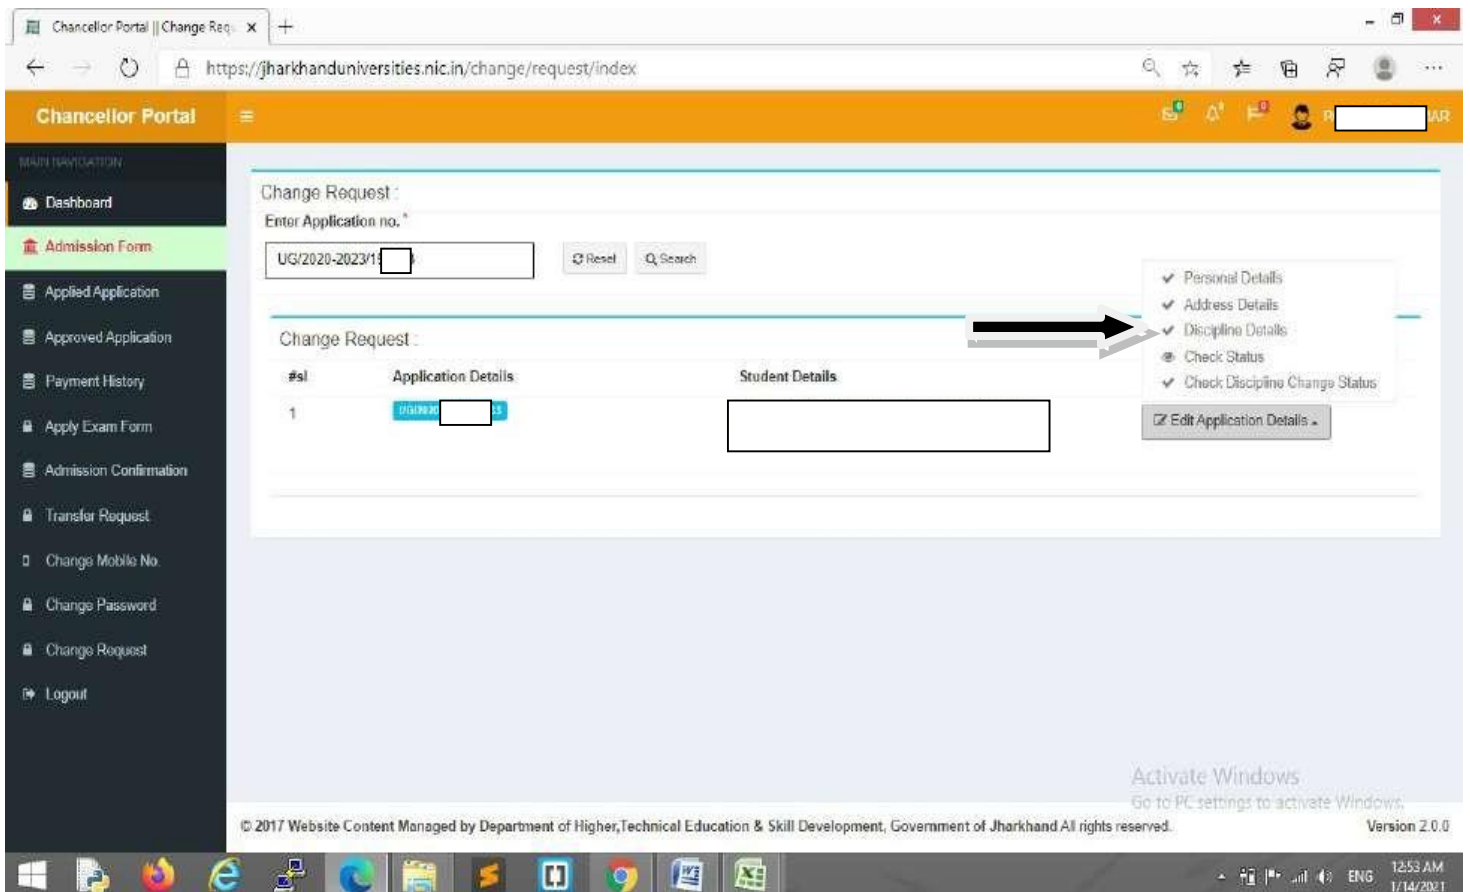 Chancellor Portal || Change Req
https://jharkhanduniversities.nic.in/change/request/index
Chancellor Portal
MAIN NAVIGATION
Dashboard
Admission Form
Applied Application
Approved Application
Payment History
Apply Exam Form
Admission Confirmation
Transfer Request
Change Mobile No.
Change Password
Change Request
Logout
Change Request :
Enter Application no. *
UG/2020-2023/1
Reset
Search
Personal Details
Address Details
Discipline Details
Check Status
Check Discipline Change Status
Change Request :
#sl Application Details Student Details
1
Edit Application Details
Activate Windows
Go to PC settings to activate Windows.
© 2017 Website Content Managed by Department of Higher,Technical Education & Skill Development, Government of Jharkhand All rights reserved. Version 2.0.0
ENG 12:53 AM
1/14/2021